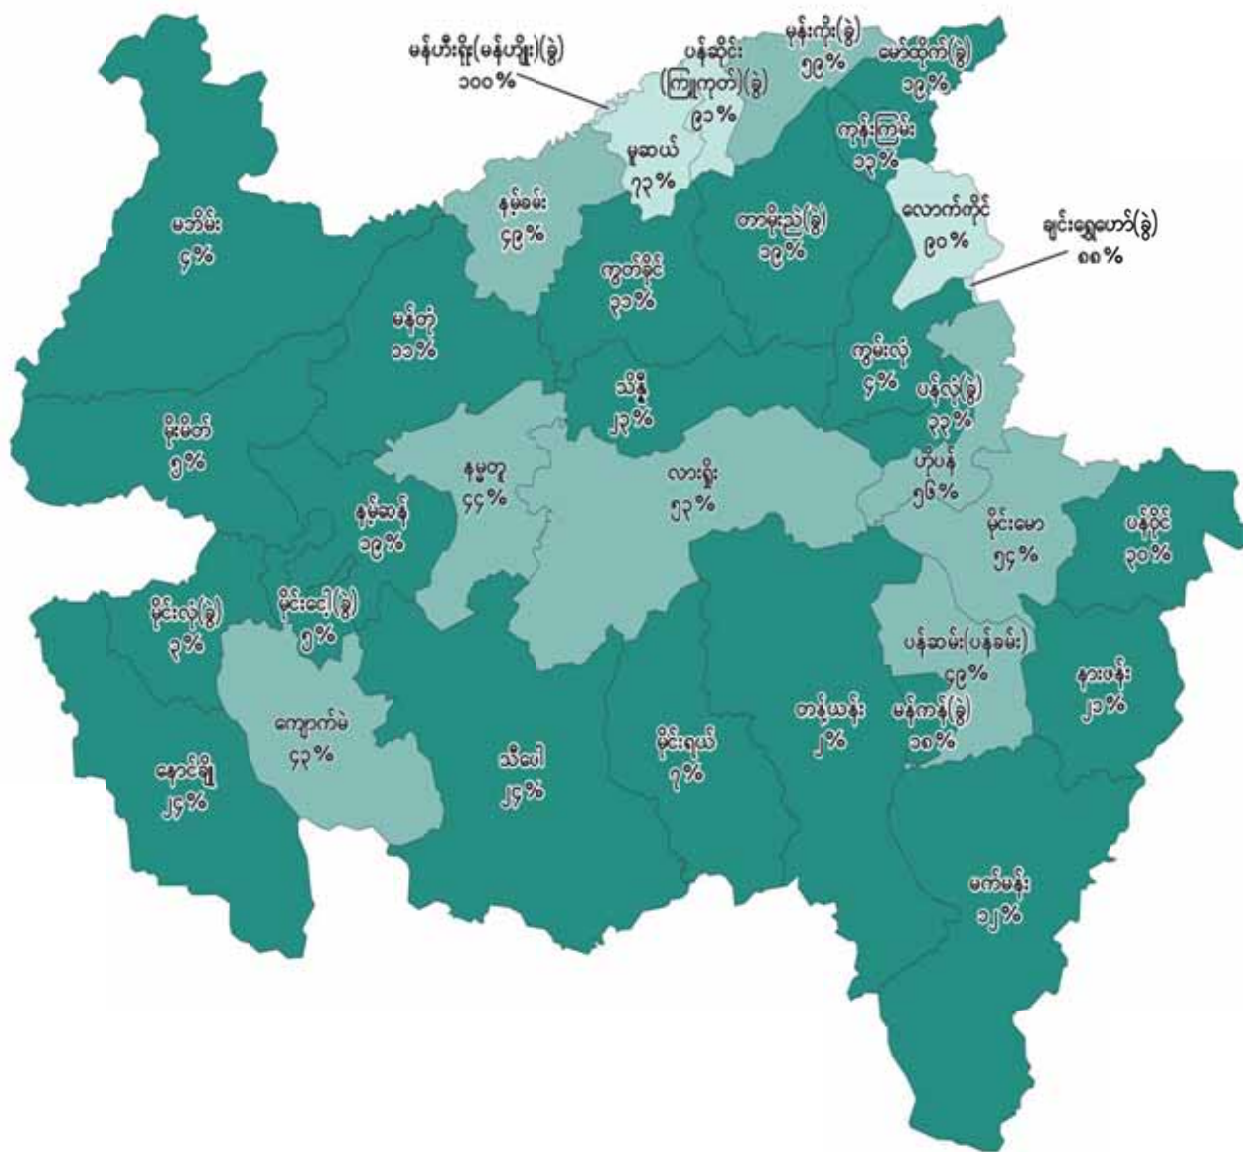 မန်ဟီးရိုး(မန်ဟျိုး)(ခွဲ)
၁၀၀%
ပန်ဆိုင်း
(ကြူကုတ်)(ခွဲ)
၉၁%
မုန်းကိုး(ခွဲ)
၅၉%
မော်ထိုက်(ခွဲ)
၁၉%
ကုန်းကြမ်း
၁၃%
မူဆယ်
၇၃%
နမ့်ခမ်း
၄၉%
မဘိမ်း
၄%
တာမိုးညဲ(ခွဲ)
၁၉%
လောက်ကိုင်
၉၀%
ချင်းရွှေဟော်(ခွဲ)
၈၈%
ကွတ်ခိုင်
၃၁%
မန်တုံ
၁၁%
ကွမ်းလုံ
၄%
သိန္နီ
၂၃%
ပန်လုံ(ခွဲ)
၃၃%
မိုးမိတ်
၅%
နမ္မတူ
၄၄%
လားရှိုး
၅၃%
ဟိုပန်
၅၆%
နမ့်ဆန်
၁၉%
မိုင်းမော
၅၄%
ပန်ဝိုင်
၃၀%
မိုင်းလုံ(ခွဲ)
၃%
မိုင်းငေါ့(ခွဲ)
၅%
ပန်ဆမ်း(ပန်ခမ်း)
၄၉%
နားဖန်း
၂၁%
ကျောက်မဲ
၄၃%
တန့်ယန်း
၂%
မန်ကန်(ခွဲ)
၁၈%
မိုင်းရယ်
၇%
သီပေါ
၂၄%
နောင်ချို
၂၄%
မက်မန်း
၁၂%